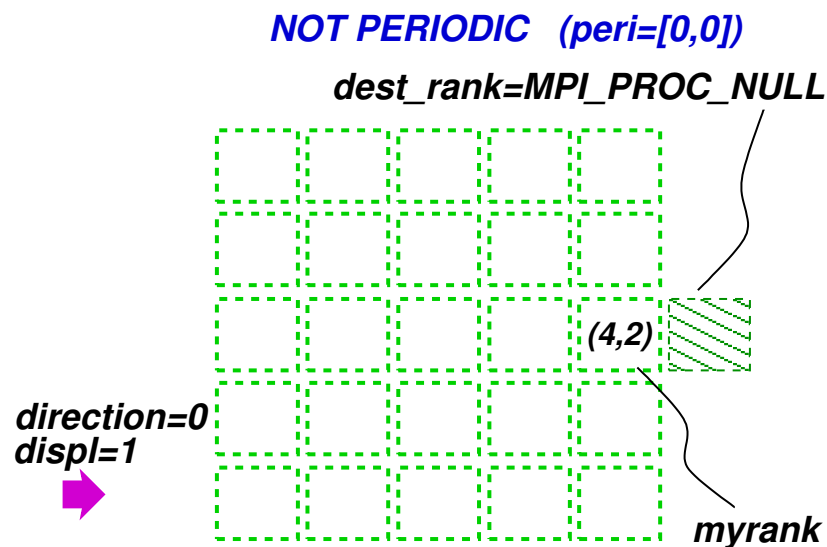 NOT PERIODIC (peri=[0,0])
dest_rank=MPI_PROC_NULL
(4,2)
direction=0
displ=1
myrank